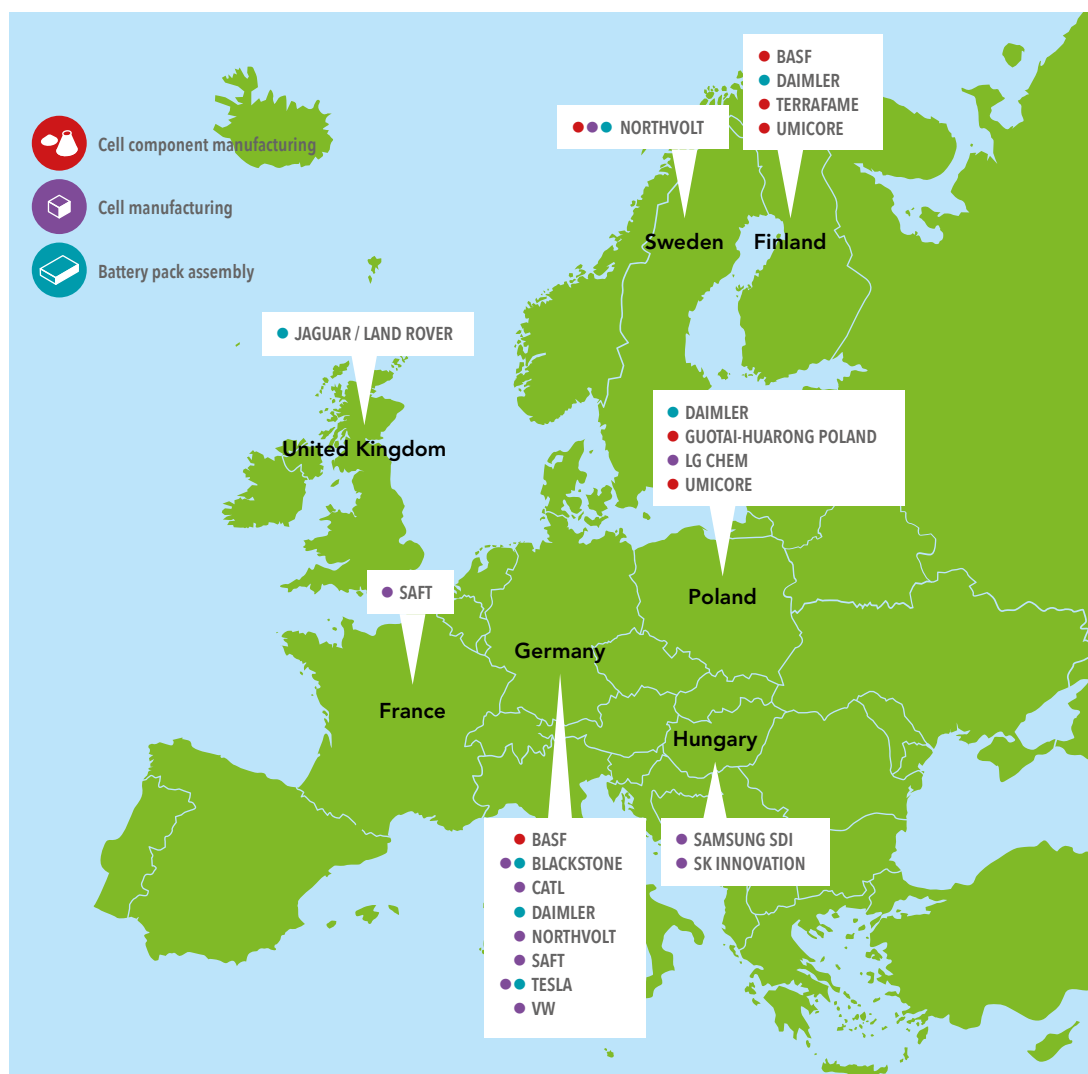 BASF
DAIMLER
TERRAFAME
UMICORE
NORTHVOLT
Cell component manufacturing
Cell manufacturing
Battery pack assembly
Sweden
Finland
JAGUAR / LAND ROVER
United Kingdom
DAIMLER
GUOTAI-HUARONG POLAND
LG CHEM
UMICORE
SAFT
Poland
Germany
France
Hungary
BASF
BLACKSTONE
CATL
DAIMLER
NORTHVOLT
SAFT
TESLA
VW
SAMSUNG SDI
SK INNOVATION